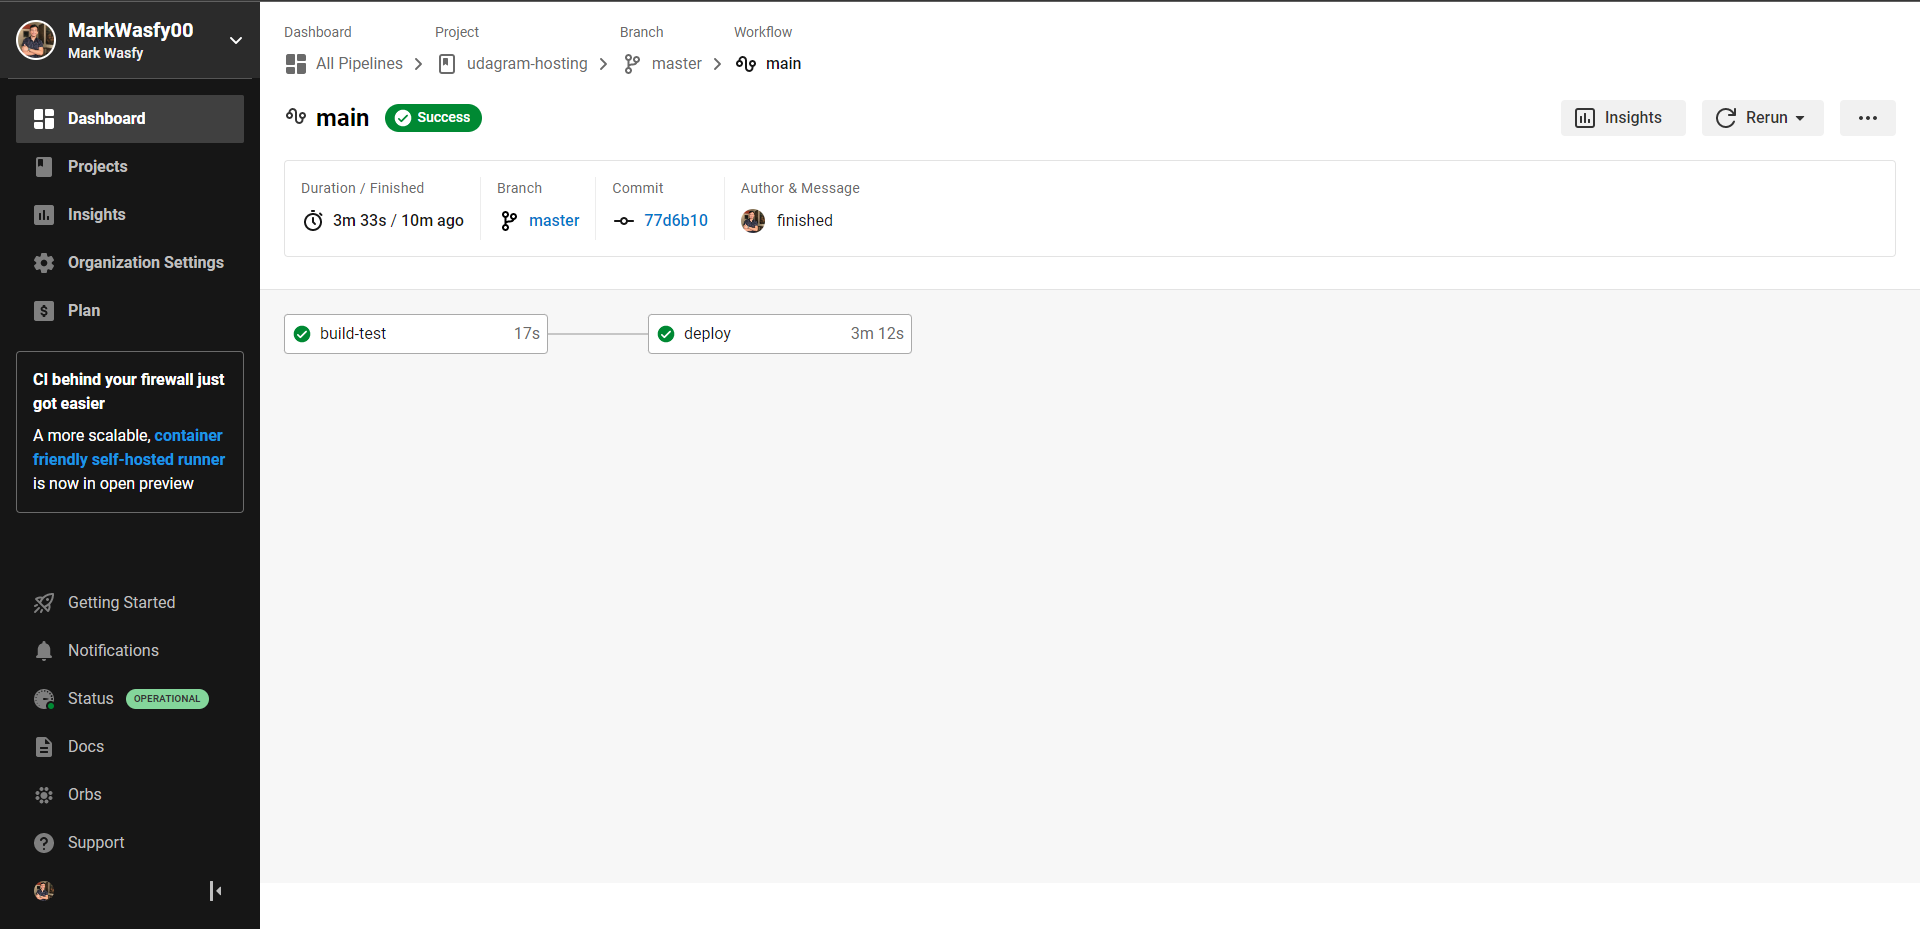 MarkWasfy00
Mark Wasfy
Dashboard
Projects
Insights
Organization Settings
Plan
CI behind your firewall just
got easier
A more scalable, container
friendly self-hosted runner
is now in open preview
Getting Started
Notifications
Status OPERATIONAL
Docs
Orbs
Support
Dashboard Project Branch Workflow
All Pipelines udagram-hosting master main
main Success Insights Rerun
Duration / Finished Branch Commit Author & Message
3m 33s / 10m ago master 77d6b10 finished
build-test 17s deploy 3m 12s